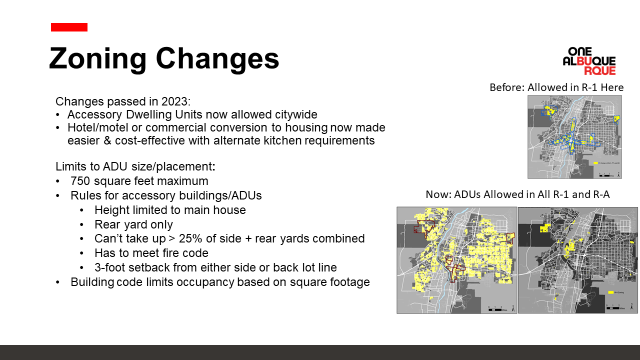 Zoning Changes
ONE
ALBUQUE
RQUE
Before: Allowed in R-1 Here
Changes passed in 2023:
• Accessory Dwelling Units now allowed citywide
• Hotel/motel or commercial conversion to housing now made
easier & cost-effective with alternate kitchen requirements
Limits to ADU size/placement:
• 750 square feet maximum
• Rules for accessory buildings/ADUs
• Height limited to main house
• Rear yard only
• Can't take up > 25% of side + rear yards combined
• Has to meet fire code
• 3-foot setback from either side or back lot line
• Building code limits occupancy based on square footage
Now: ADUs Allowed in All R-1 and R-A